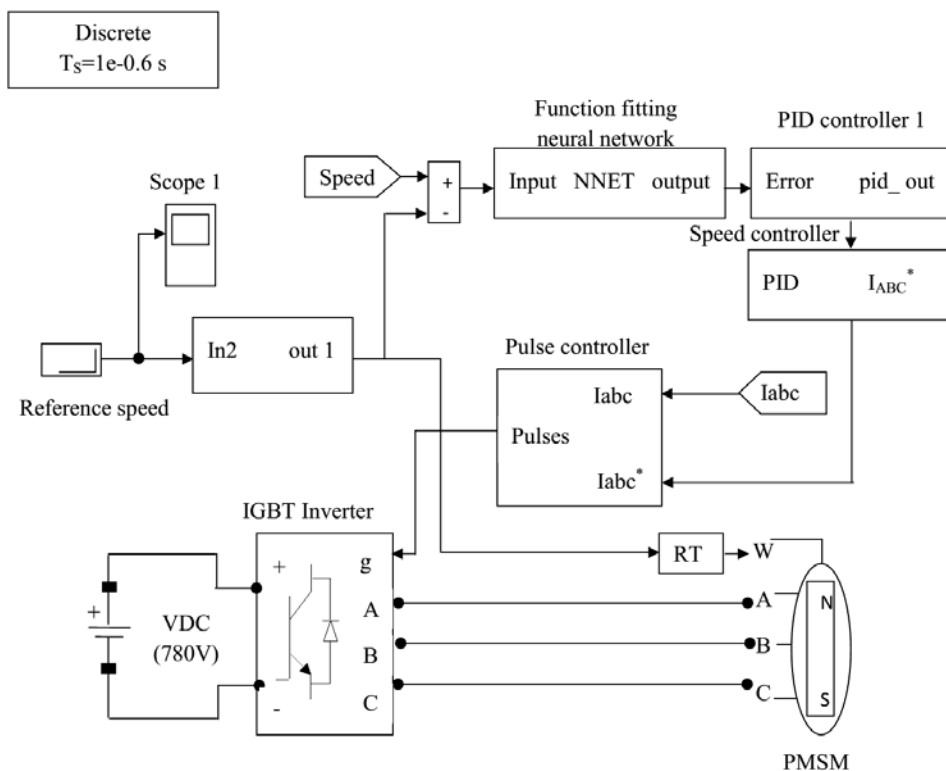 Discrete
TS=1e-0.6 s
Function fitting
neural network
PID controller 1
Scope 1
Speed
+
-
Input NNET output
Error pid_ out
Speed controller
PID IABC*
In2 out 1
Reference speed
Pulse controller
Iabc
Pulses
Iabc*
Iabc
IGBT Inverter
+
-
g
A
B
C
+
VDC
(780V)
RT
W
A
B
C
N
S
PMSM